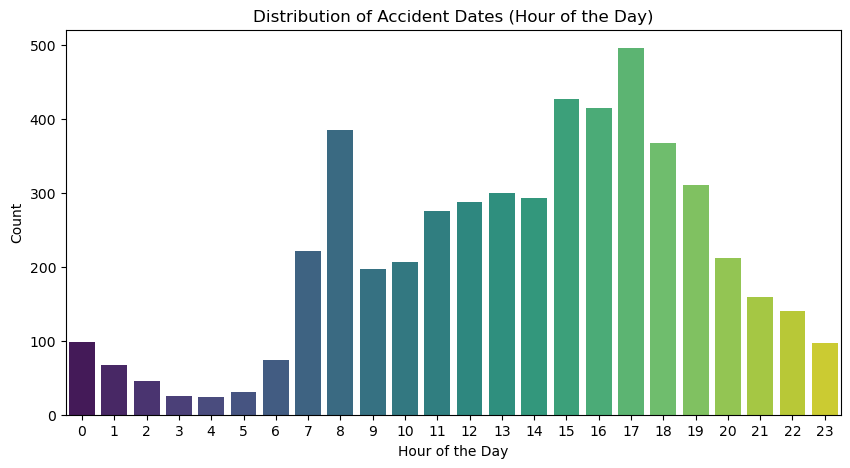 Distribution of Accident Dates (Hour of the Day)
500
400
300
200
100
0
Count
0 1 2 3 4 5 6 7 8 9 10 11 12 13 14 15 16 17 18 19 20 21 22 23
Hour of the Day